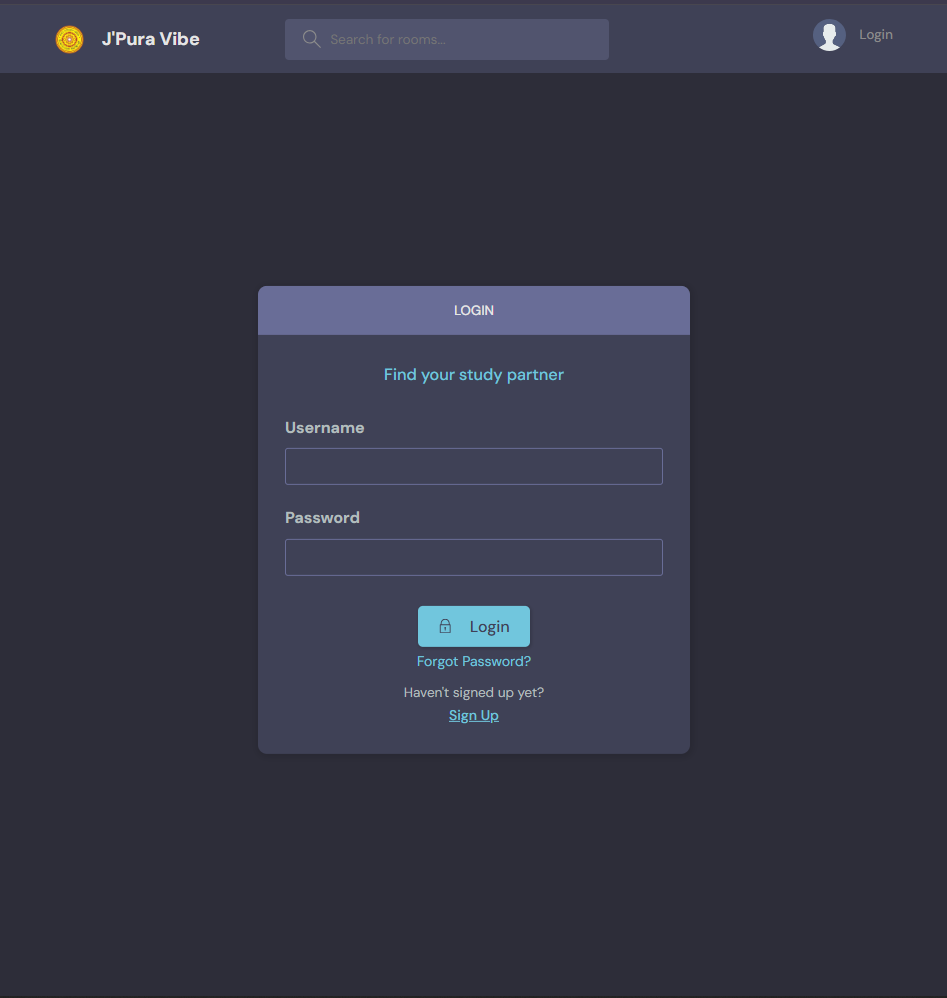 J'Pura Vibe
Search for rooms...
Login
LOGIN
Find your study partner
Username
Password
Login
Forgot Password?
Haven't signed up yet?
Sign Up